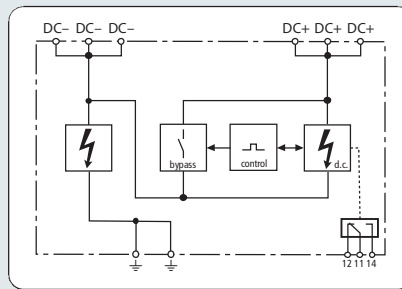 DC– DC– DC– DC+ DC+ DC+
bypass control d.c.
12 11 14